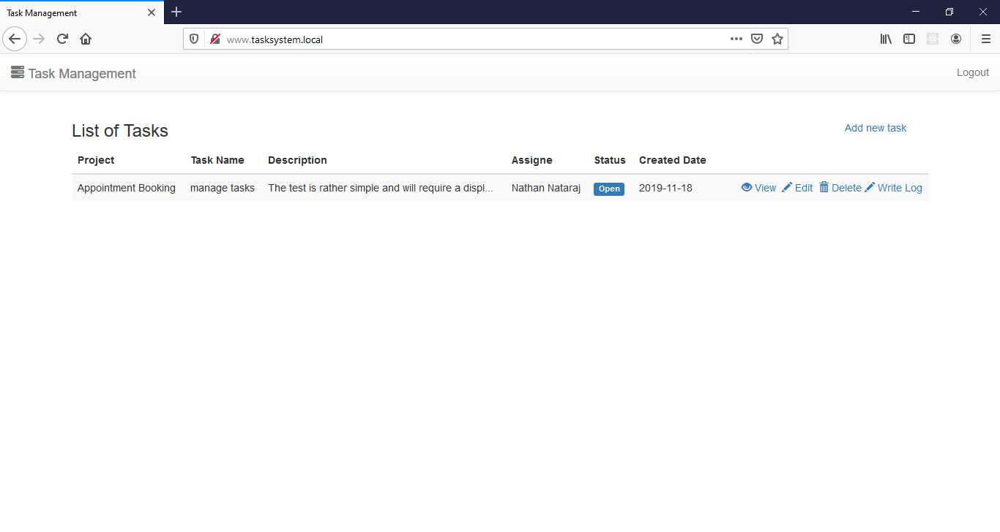 Task Management
www.tasksystem.local
Task Management Logout
List of Tasks Add new task
Project Task Name Description Assigne Status Created Date
Appointment Booking manage tasks The test is rather simple and will require a displ... Nathan Nataraj Open 2019-11-18 View Edit Delete Write Log